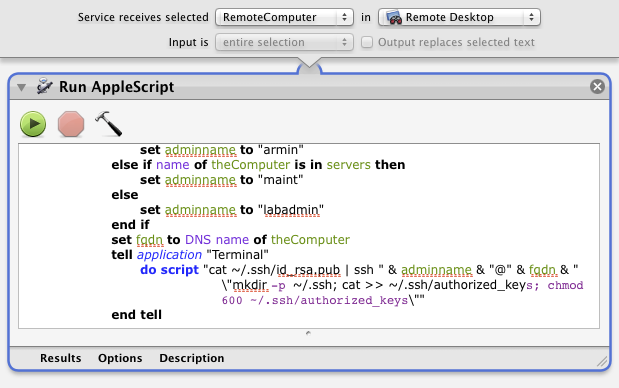 Service receives selected RemoteComputer in Remote Desktop
Input is entire selection Output replaces selected text
Run AppleScript
set adminname to "armin"
else if name of theComputer is in servers then
set adminname to "maint"
else
set adminname to "labadmin"
end if
set fqdn to DNS name of theComputer
tell application "Terminal"
do script "cat ~/.ssh/id_rsa.pub | ssh " & adminname & "@" & fqdn & "
\"mkdir -p ~/.ssh; cat >> ~/.ssh/authorized_keys; chmod
600 ~/.ssh/authorized_keys\""
end tell
Results Options Description